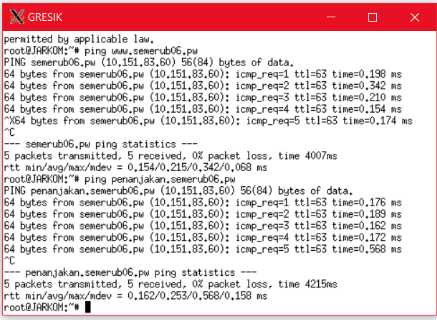 GRESIK
permitted by applicable law.
root@JARKOM:~# ping www.semerub06.pw
PING semerub06.pw (10.151.83.60) 56(84) bytes of data.
64 bytes from semerub06.pw (10.151.83.60): icmp_req=1 ttl=63 time=0.198 ms
64 bytes from semerub06.pw (10.151.83.60): icmp_req=2 ttl=63 time=0.342 ms
64 bytes from semerub06.pw (10.151.83.60): icmp_req=3 ttl=63 time=0.210 ms
64 bytes from semerub06.pw (10.151.83.60): icmp_req=4 ttl=63 time=0.154 ms
^X64 bytes from semerub06.pw (10.151.83.60): icmp_req=5 ttl=63 time=0.174 ms
^C
--- semerub06.pw ping statistics ---
5 packets transmitted, 5 received, 0% packet loss, time 4007ms
rtt min/avg/max/mdev = 0.154/0.215/0.342/0.068 ms
root@JARKOM:~# ping penanjakan.semerub06.pw
PING penanjakan.semerub06.pw (10.151.83.60) 56(84) bytes of data.
64 bytes from semerub06.pw (10.151.83.60): icmp_req=1 ttl=63 time=0.176 ms
64 bytes from semerub06.pw (10.151.83.60): icmp_req=2 ttl=63 time=0.189 ms
64 bytes from semerub06.pw (10.151.83.60): icmp_req=3 ttl=63 time=0.162 ms
64 bytes from semerub06.pw (10.151.83.60): icmp_req=4 ttl=63 time=0.172 ms
64 bytes from semerub06.pw (10.151.83.60): icmp_req=5 ttl=63 time=0.568 ms
^C
--- penanjakan.semerub06.pw ping statistics ---
5 packets transmitted, 5 received, 0% packet loss, time 4215ms
rtt min/avg/max/mdev = 0.162/0.253/0.568/0.158 ms
root@JARKOM:~#